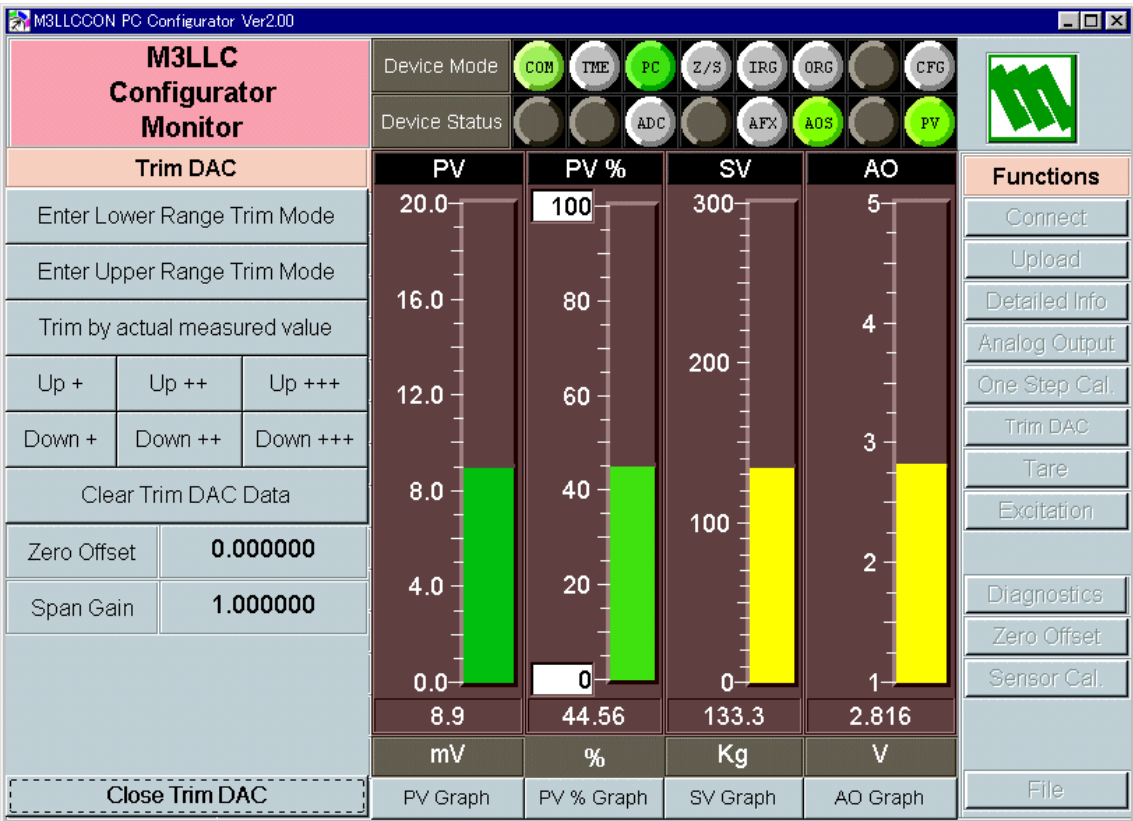 M3LLCCON PC Configurator Ver2.00
M3LLC
Configurator
Monitor
Device Mode
COM TME PC Z/S IRG ORG CFG
Device Status
ADC AFX AOS PV
Trim DAC
Enter Lower Range Trim Mode
Enter Upper Range Trim Mode
Trim by actual measured value
Up + Up ++ Up +++
Down + Down ++ Down +++
Clear Trim DAC Data
Zero Offset 0.000000
Span Gain 1.000000
Close Trim DAC
PV
20.0
16.0
12.0
8.0
4.0
0.0
8.9
mV
PV Graph
PV %
100
80
60
40
20
0
44.56
%
PV % Graph
SV
300
200
100
0
133.3
Kg
SV Graph
AO
5
4
3
2
1
2.816
V
AO Graph
Functions
Connect
Upload
Detailed Info
Analog Output
One Step Cal.
Trim DAC
Tare
Excitation
Diagnostics
Zero Offset
Sensor Cal.
File